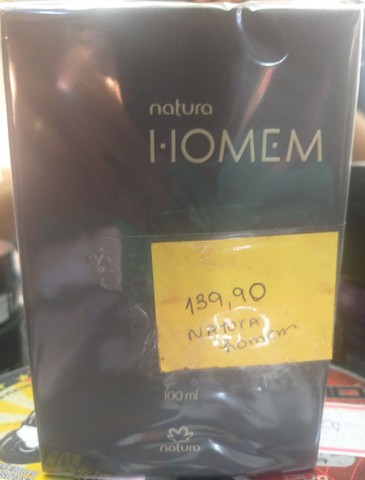 natura
HOMEM
139,90
NATURA
homem
100 ml
natura